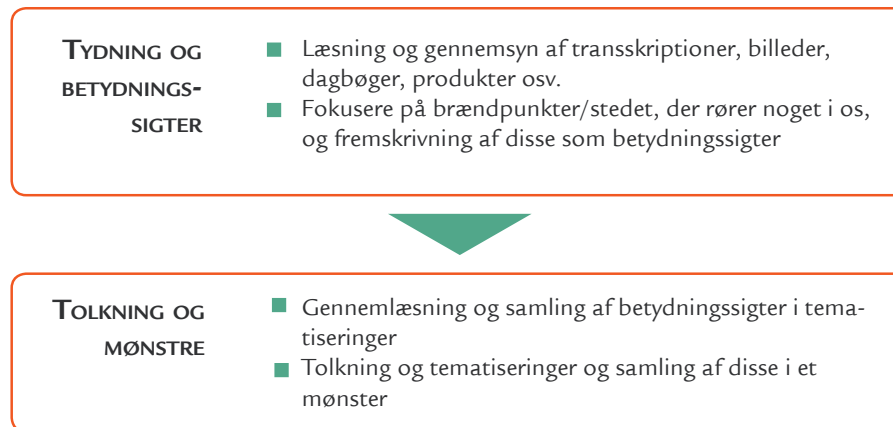 TYDNING OG
BETYDNINGS-
SIGTER
Læsning og gennemsyn af transskriptioner, billeder,
dagbøger, produkter osv.
Fokusere på brændpunkter/stedet, der rører noget i os,
og fremskrivning af disse som betydningssigter
TOLKNING OG
MØNSTRE
Gennemlæsning og samling af betydningssigter i tema-
tiseringer
Tolkning og tematiseringer og samling af disse i et
mønster